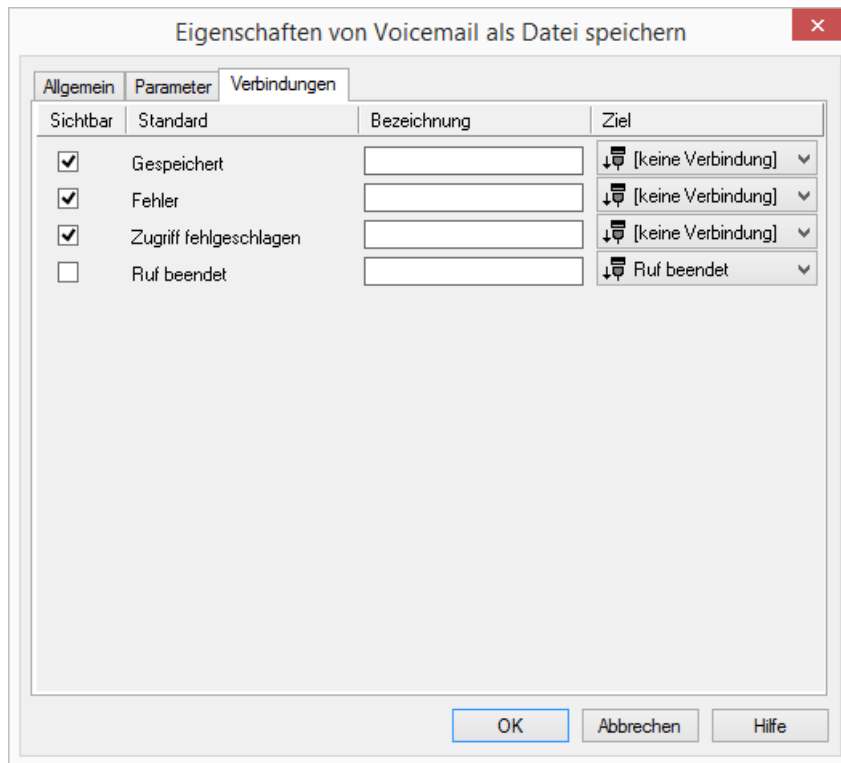 Eigenschaften von Voicemail als Datei speichern
Allgemein Parameter Verbindungen
Sichtbar Standard Bezeichnung Ziel
Gespeichert [keine Verbindung]
Fehler [keine Verbindung]
Zugriff fehlgeschlagen [keine Verbindung]
Ruf beendet Ruf beendet
OK Abbrechen Hilfe